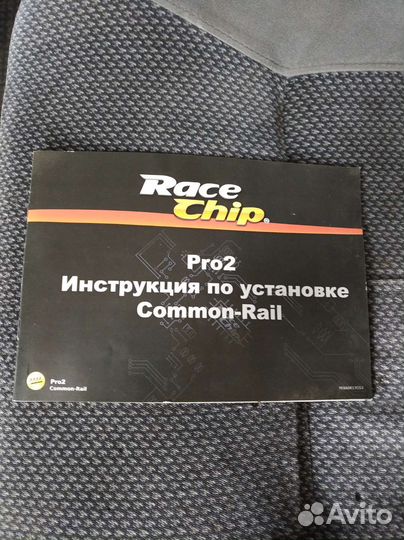 Race
Chip®
Pro2
Инструкция по установке
Common-Rail
Pro2
Common-Rail
Avito